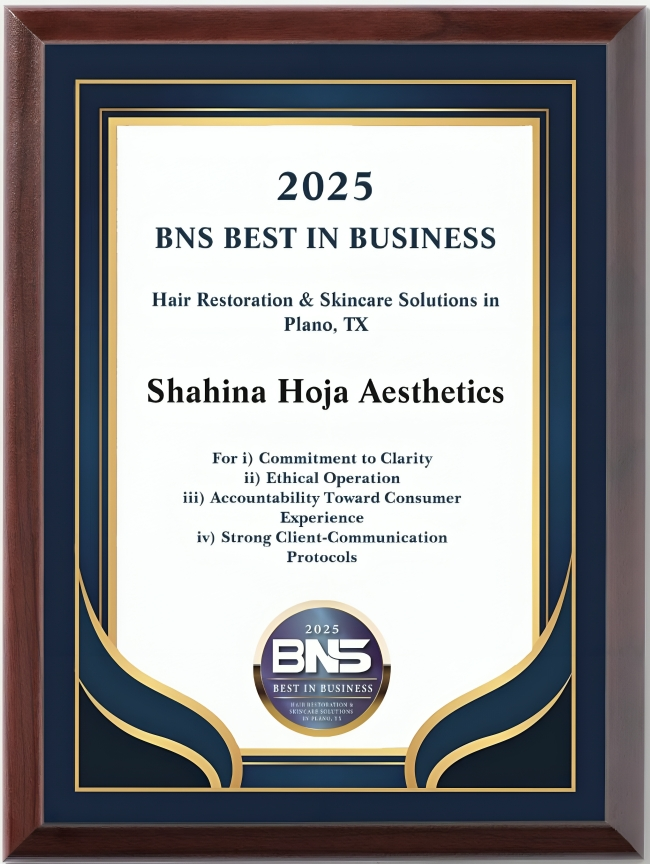 2025
BNS BEST IN BUSINESS
Hair Restoration & Skincare Solutions in
Plano, TX
Shahina Hoja Aesthetics
For i) Commitment to Clarity
ii) Ethical Operation
iii) Accountability Toward Consumer
Experience
iv) Strong Client-Communication
Protocols
2025
BNS
BEST IN BUSINESS
HAIR RESTORATION &
SKINCARE SOLUTIONS
IN PLANO, TX